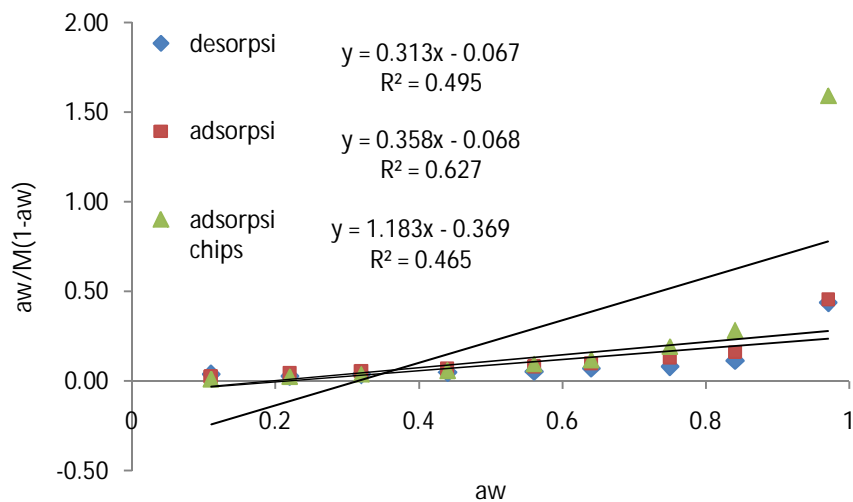 2.00
1.50
1.00
0.50
0.00
-0.50
aw/M(1-aw)
desorpsi
y = 0.313x - 0.067
R² = 0.495
adsorpsi
y = 0.358x - 0.068
R² = 0.627
adsorpsi
chips
y = 1.183x - 0.369
R² = 0.465
0
0.2
0.4
0.6
0.8
1
aw